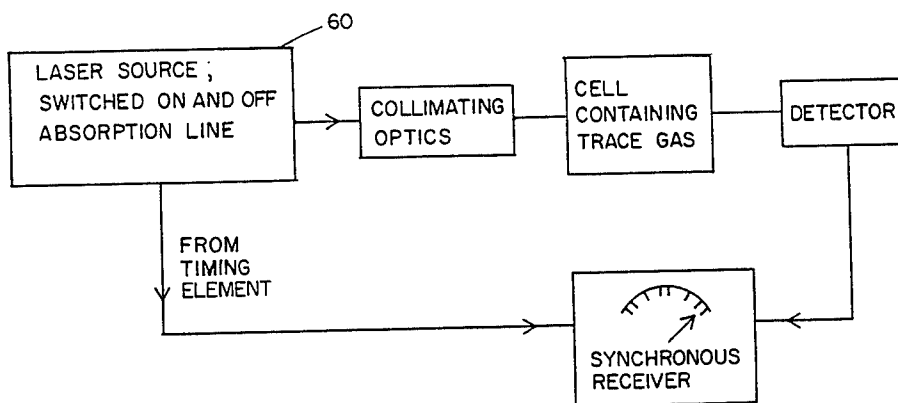 60
LASER SOURCE;
SWITCHED ON AND OFF
ABSORPTION LINE
COLLIMATING
OPTICS
CELL
CONTAINING
TRACE GAS
DETECTOR
FROM
TIMING
ELEMENT
SYNCHRONOUS
RECEIVER